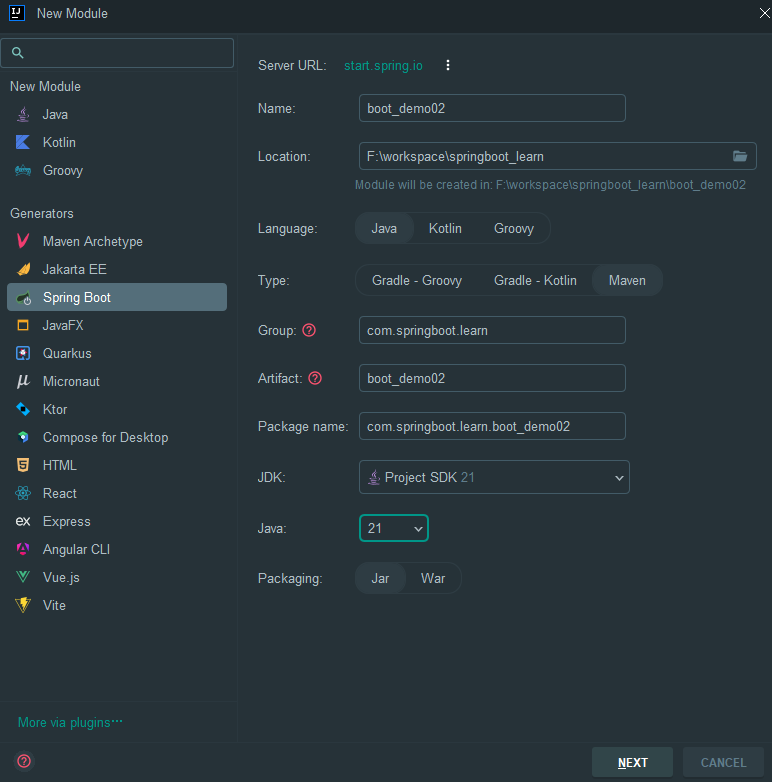 New Module
New Module
Java
Kotlin
Groovy
Generators
Maven Archetype
Jakarta EE
Spring Boot
JavaFX
Quarkus
Micronaut
Ktor
Compose for Desktop
HTML
React
Express
Angular CLI
Vue.js
Vite
More via plugins…
Server URL: start.spring.io
Name: boot_demo02
Location: F:\workspace\springboot_learn
Module will be created in: F:\workspace\springboot_learn\boot_demo02
Language: Java Kotlin Groovy
Type: Gradle - Groovy Gradle - Kotlin Maven
Group: com.springboot.learn
Artifact: boot_demo02
Package name: com.springboot.learn.boot_demo02
JDK: Project SDK 21
Java: 21
Packaging: Jar War
NEXT CANCEL